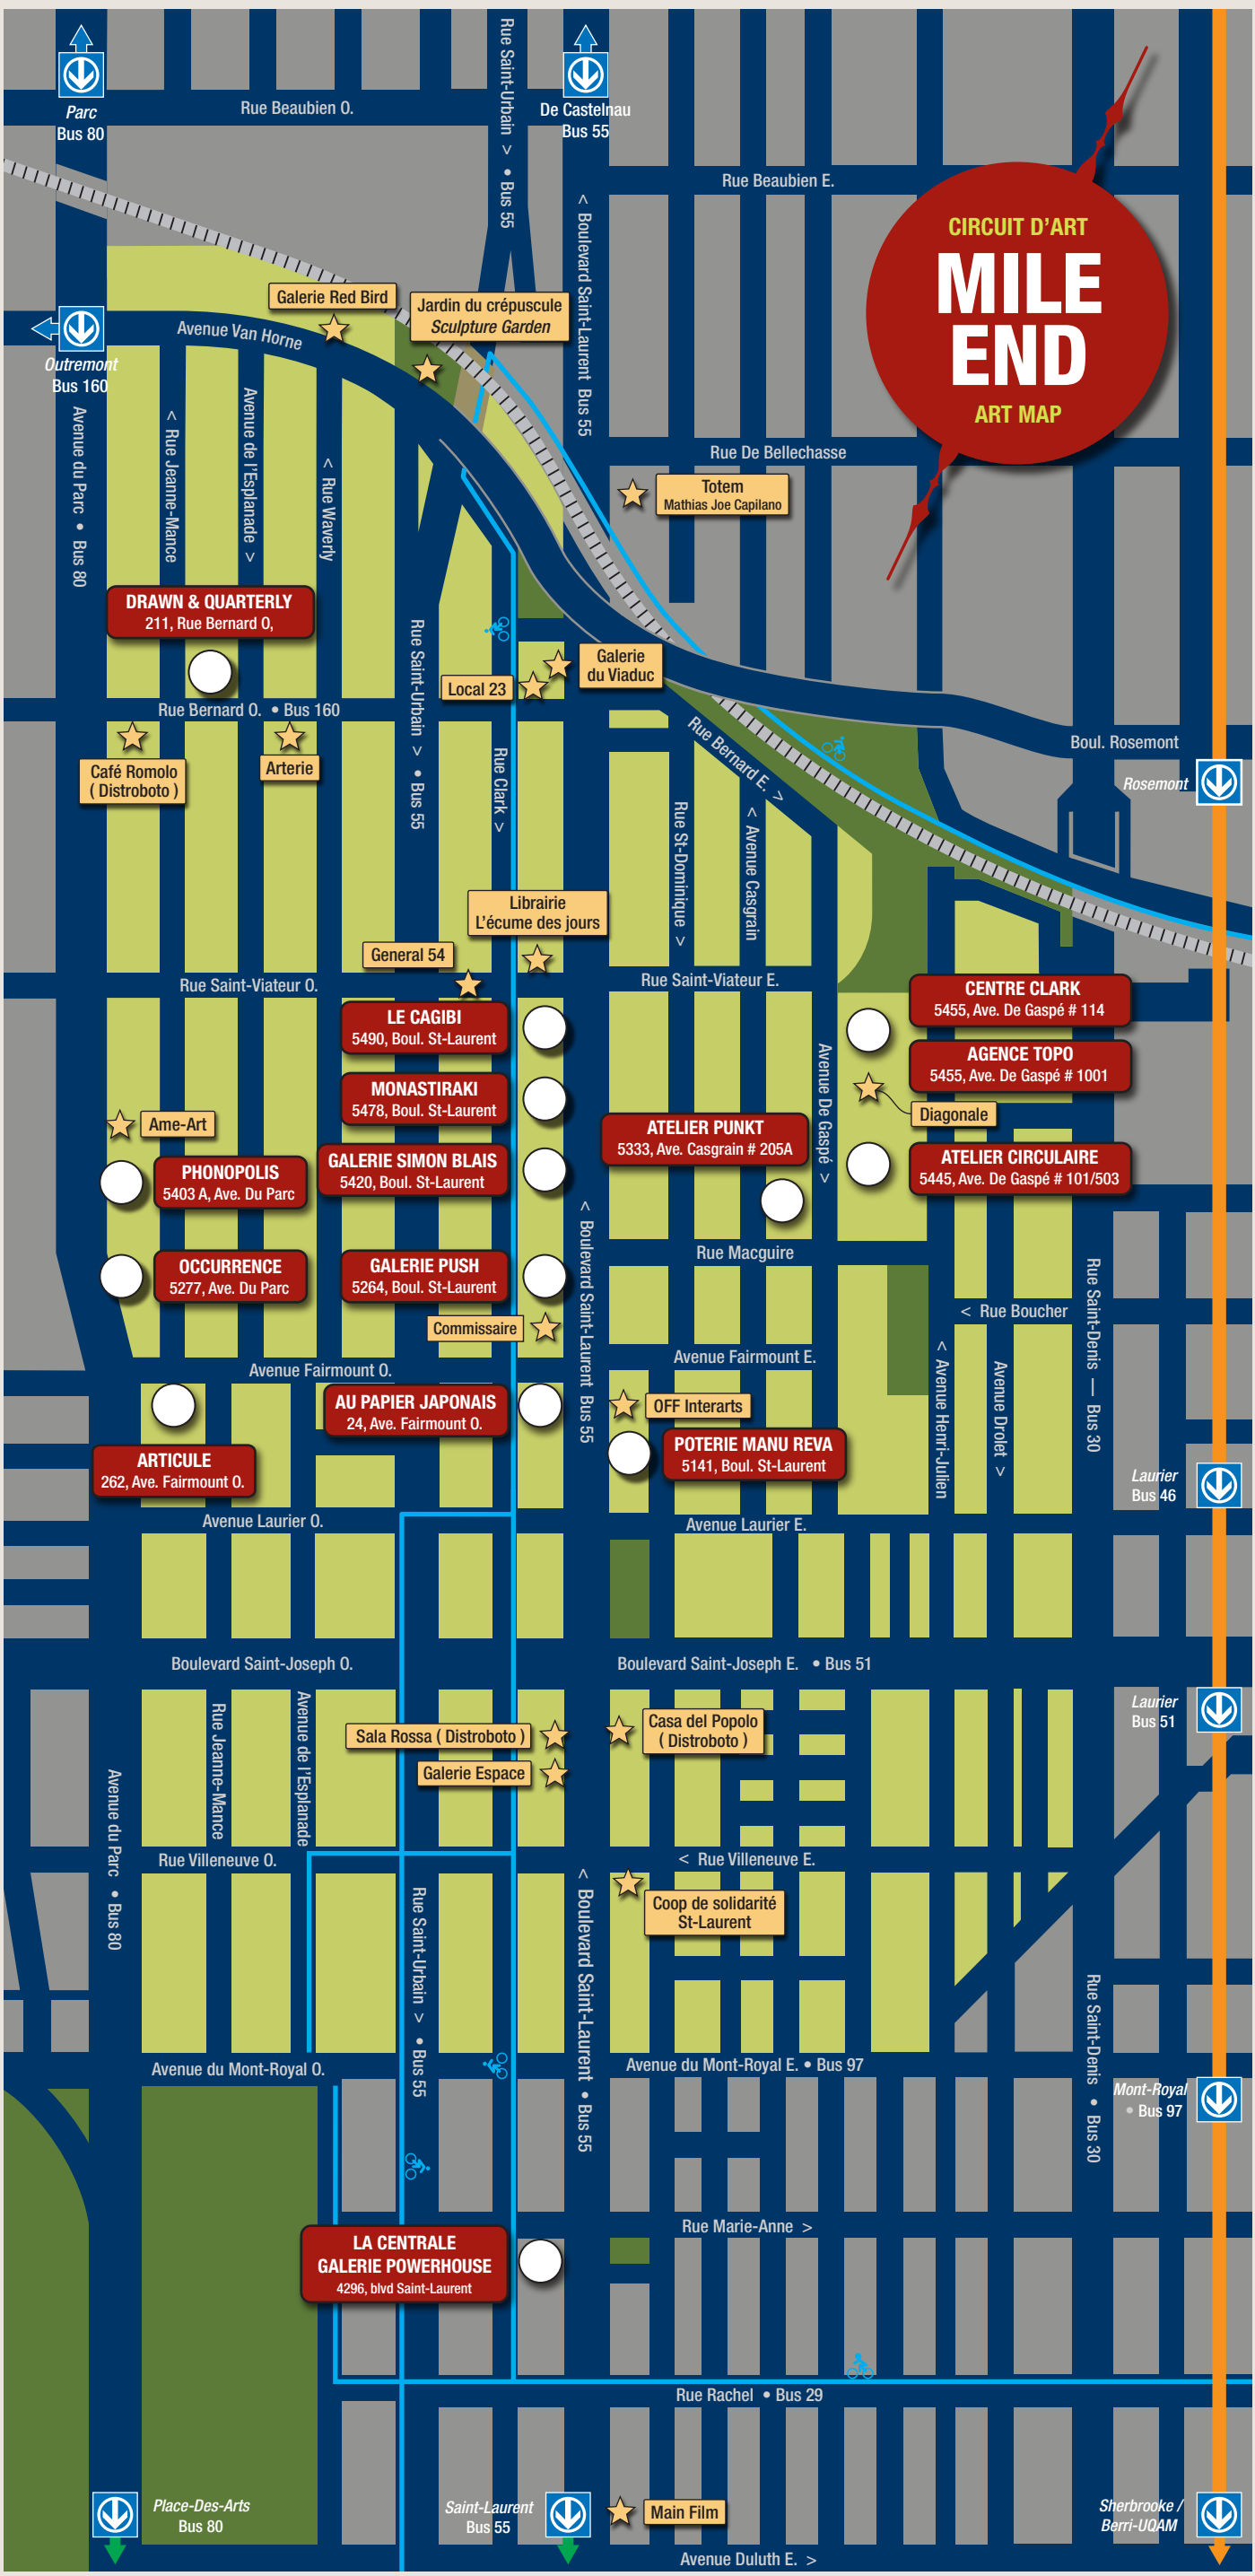 Parc
Bus 80
Rue Beaubien O.
Rue Saint-Urbain > • Bus 55
De Castelnau
Bus 55
Rue Beaubien E.
< Boulevard Saint-Laurent Bus 55
CIRCUIT D'ART
MILE
END
ART MAP
Galerie Red Bird
Jardin du crépuscule
Sculpture Garden
Avenue Van Horne
Outremont
Bus 160
Avenue du Parc • Bus 80
< Rue Jeanne-Mance
Avenue de l'Esplanade >
< Rue Waverly
Rue De Bellechasse
Totem
Mathias Joe Capilano
DRAWN & QUARTERLY
211, Rue Bernard O,
Rue Saint-Urbain > • Bus 55
Galerie
du Viaduc
Local 23
Rue Bernard O. • Bus 160
Rue Bernard E. >
Boul. Rosemont
Rosemont
Café Romolo
( Distroboto )
Arterie
Rue Clark >
Rue St-Dominique >
< Avenue Casgrain
Librairie
L'écume des jours
General 54
Rue Saint-Viateur O.
Rue Saint-Viateur E.
LE CAGIBI
5490, Boul. St-Laurent
CENTRE CLARK
5455, Ave. De Gaspé # 114
AGENCE TOPO
5455, Ave. De Gaspé # 1001
Avenue De Gaspé >
MONASTIRAKI
5478, Boul. St-Laurent
Diagonale
Ame-Art
ATELIER PUNKT
5333, Ave. Casgrain # 205A
PHONOPOLIS
5403 A, Ave. Du Parc
GALERIE SIMON BLAIS
5420, Boul. St-Laurent
ATELIER CIRCULAIRE
5445, Ave. De Gaspé # 101/503
< Boulevard Saint-Laurent Bus 55
Rue Macguire
OCCURRENCE
5277, Ave. Du Parc
GALERIE PUSH
5264, Boul. St-Laurent
Rue Saint-Denis — Bus 30
< Rue Boucher
Commissaire
Avenue Fairmount O.
Avenue Fairmount E.
< Avenue Henri-Julien
Avenue Drolet >
AU PAPIER JAPONAIS
24, Ave. Fairmount O.
OFF Interarts
ARTICULE
262, Ave. Fairmount O.
POTERIE MANU REVA
5141, Boul. St-Laurent
Laurier
Bus 46
Avenue Laurier O.
Avenue Laurier E.
Boulevard Saint-Joseph O.
Boulevard Saint-Joseph E. • Bus 51
Rue Jeanne-Mance
Avenue de l'Esplanade
Laurier
Bus 51
Sala Rossa ( Distroboto )
Casa del Popolo
( Distroboto )
Galerie Espace
Avenue du Parc • Bus 80
Rue Villeneuve O.
< Rue Villeneuve E.
< Boulevard Saint-Laurent • Bus 55
Rue Saint-Urbain > • Bus 55
Coop de solidarité
St-Laurent
Rue Saint-Denis • Bus 30
Avenue du Mont-Royal O.
Avenue du Mont-Royal E. • Bus 97
Mont-Royal
• Bus 97
Rue Marie-Anne >
LA CENTRALE
GALERIE POWERHOUSE
4296, blvd Saint-Laurent
Rue Rachel • Bus 29
Place-Des-Arts
Bus 80
Saint-Laurent
Bus 55
Main Film
Sherbrooke /
Berri-UQAM
Avenue Duluth E. >